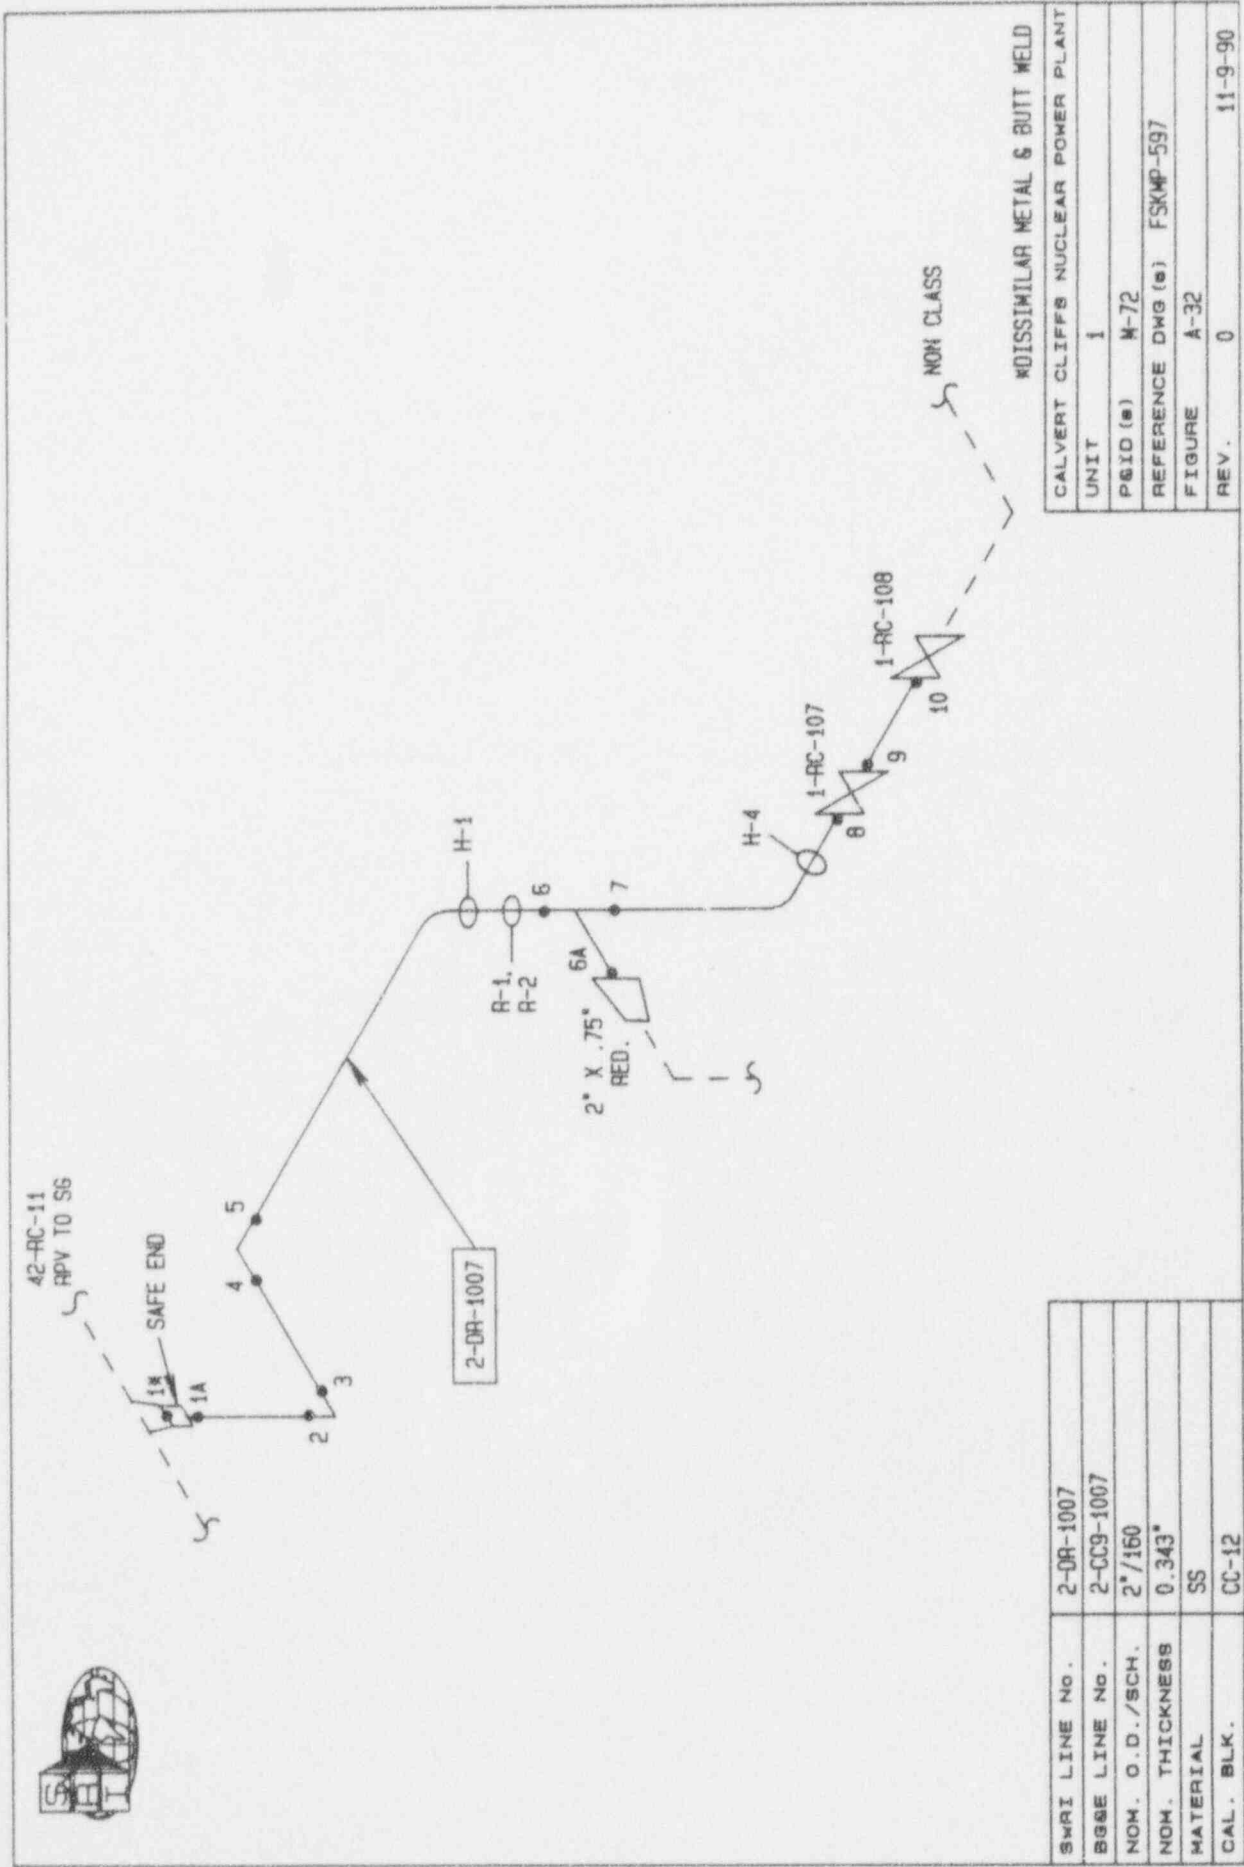 S
R
I
42-RC-11
RPV TO SG
SAFE END
1*
1A
2
3
4
5
2-DR-1007
H-1
R-1,
R-2
6
6A
7
2" X .75"
RED.
H-4
8
1-RC-107
9
1-RC-108
10
NON CLASS
*DISSIMILAR METAL & BUTT WELD
SWRI LINE No. 2-DR-1007
BG&E LINE No. 2-CC9-1007
NOM. O.D./SCH. 2"/160
NOM. THICKNESS 0.343"
MATERIAL SS
CAL. BLK. CC-12
CALVERT CLIFFS NUCLEAR POWER PLANT
UNIT 1
P&ID(s) M-72
REFERENCE DWG(s) FSKMP-597
FIGURE A-32
REV. 0 11-9-90